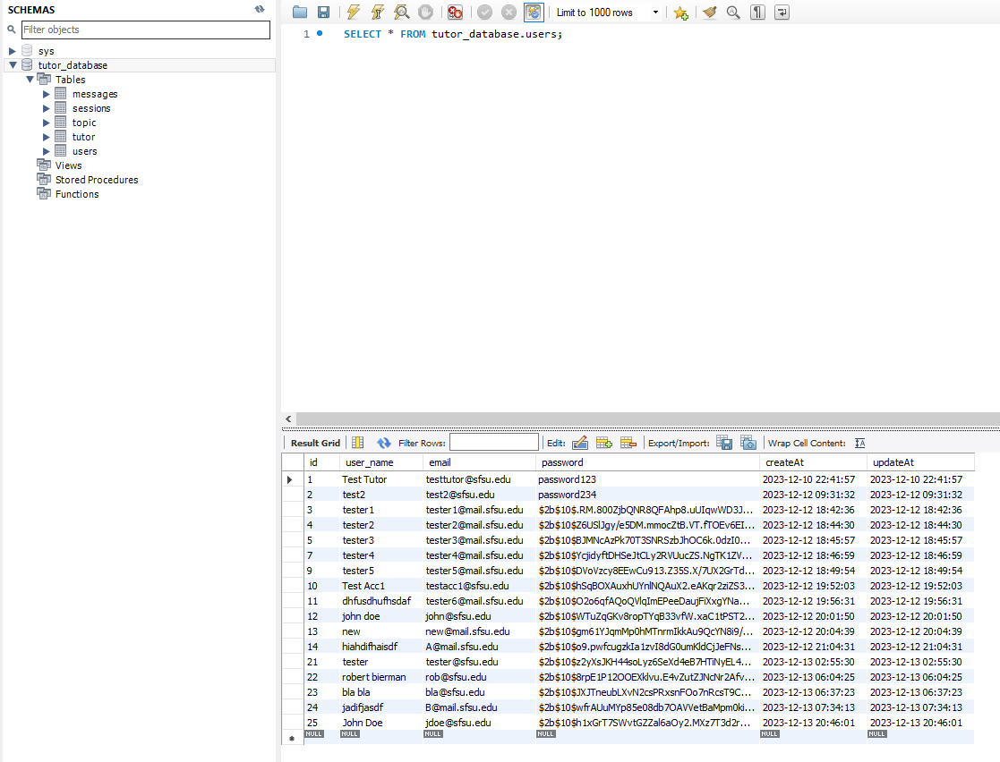 SCHEMAS
Filter objects
sys
tutor_database
Tables
messages
sessions
topic
tutor
users
Views
Stored Procedures
Functions
Limit to 1000 rows
1 SELECT * FROM tutor_database.users;
Result Grid Filter Rows: Edit: Export/Import: Wrap Cell Content:
id user_name email password createAt updateAt
1 Test Tutor testtutor@sfsu.edu password123 2023-12-10 22:41:57 2023-12-10 22:41:57
2 test2 test2@sfsu.edu password234 2023-12-12 09:31:32 2023-12-12 09:31:32
3 tester1 tester1@mail.sfsu.edu $2b$10$.RM.800ZjbQNR8QFAhp8.uUIqwWD3J... 2023-12-12 18:42:36 2023-12-12 18:42:36
4 tester2 tester2@mail.sfsu.edu $2b$10$Z6USlJgy/e5DM.mmocZtB.VT.fTOEv6EI... 2023-12-12 18:44:30 2023-12-12 18:44:30
5 tester3 tester3@mail.sfsu.edu $2b$10$BJMNcAzPk70T3SNRSzbJhOC6k.0dzI0... 2023-12-12 18:45:57 2023-12-12 18:45:57
7 tester4 tester4@mail.sfsu.edu $2b$10$YcjidyftDHSeJtCLy2RVUucZS.NgTK1ZV... 2023-12-12 18:46:59 2023-12-12 18:46:59
9 tester5 tester5@mail.sfsu.edu $2b$10$DVoVzcy8EEwCu913.Z35S.X/7UX2GrTd... 2023-12-12 18:49:54 2023-12-12 18:49:54
10 Test Acc1 testacc1@sfsu.edu $2b$10$hSqBOXAuxhUYnlNQAuX2.eAKqr2ziZS3... 2023-12-12 19:52:03 2023-12-12 19:52:03
11 dhfusdhufhsdaf tester6@mail.sfsu.edu $2b$10$O2o6qfAQoQVlqImEPeeDaujFiXxgYNa... 2023-12-12 19:56:31 2023-12-12 19:56:31
12 john doe john@sfsu.edu $2b$10$WTuZqGKv8ropTYqB33vfW.xaC1tPST2... 2023-12-12 20:01:50 2023-12-12 20:01:50
13 new new@mail.sfsu.edu $2b$10$gm61YJqmMp0hMTnrmIkkAu9QcYN8i9/... 2023-12-12 20:04:39 2023-12-12 20:04:39
14 hiahdifhaisdf A@mail.sfsu.edu $2b$10$o9.pwfcugzkIa1zvI8dG0umKldCjJeFNs... 2023-12-12 21:04:31 2023-12-12 21:04:31
21 tester tester@sfsu.edu $2b$10$z2yXsJKH44soLyz6SeXd4eB7HTiNyEL4... 2023-12-13 02:55:30 2023-12-13 02:55:30
22 robert bierman rob@sfsu.edu $2b$10$8rpE1P12OOEXklvu.E4vZutZJNcNr2Afv... 2023-12-13 06:04:25 2023-12-13 06:04:25
23 bla bla bla@sfsu.edu $2b$10$JXJTneubLXvN2csPRxsnFOo7nRcsT9C... 2023-12-13 06:37:23 2023-12-13 06:37:23
24 jadifjasdf B@mail.sfsu.edu $2b$10$wfrAUuMYp85e08db7OAVVetBaMpm0ki... 2023-12-13 07:34:13 2023-12-13 07:34:13
25 John Doe jdoe@sfsu.edu $2b$10$h1xGrT7SWvtGZZal6aOy2.MXz7T3d2r... 2023-12-13 20:46:01 2023-12-13 20:46:01
NULL NULL NULL NULL NULL NULL